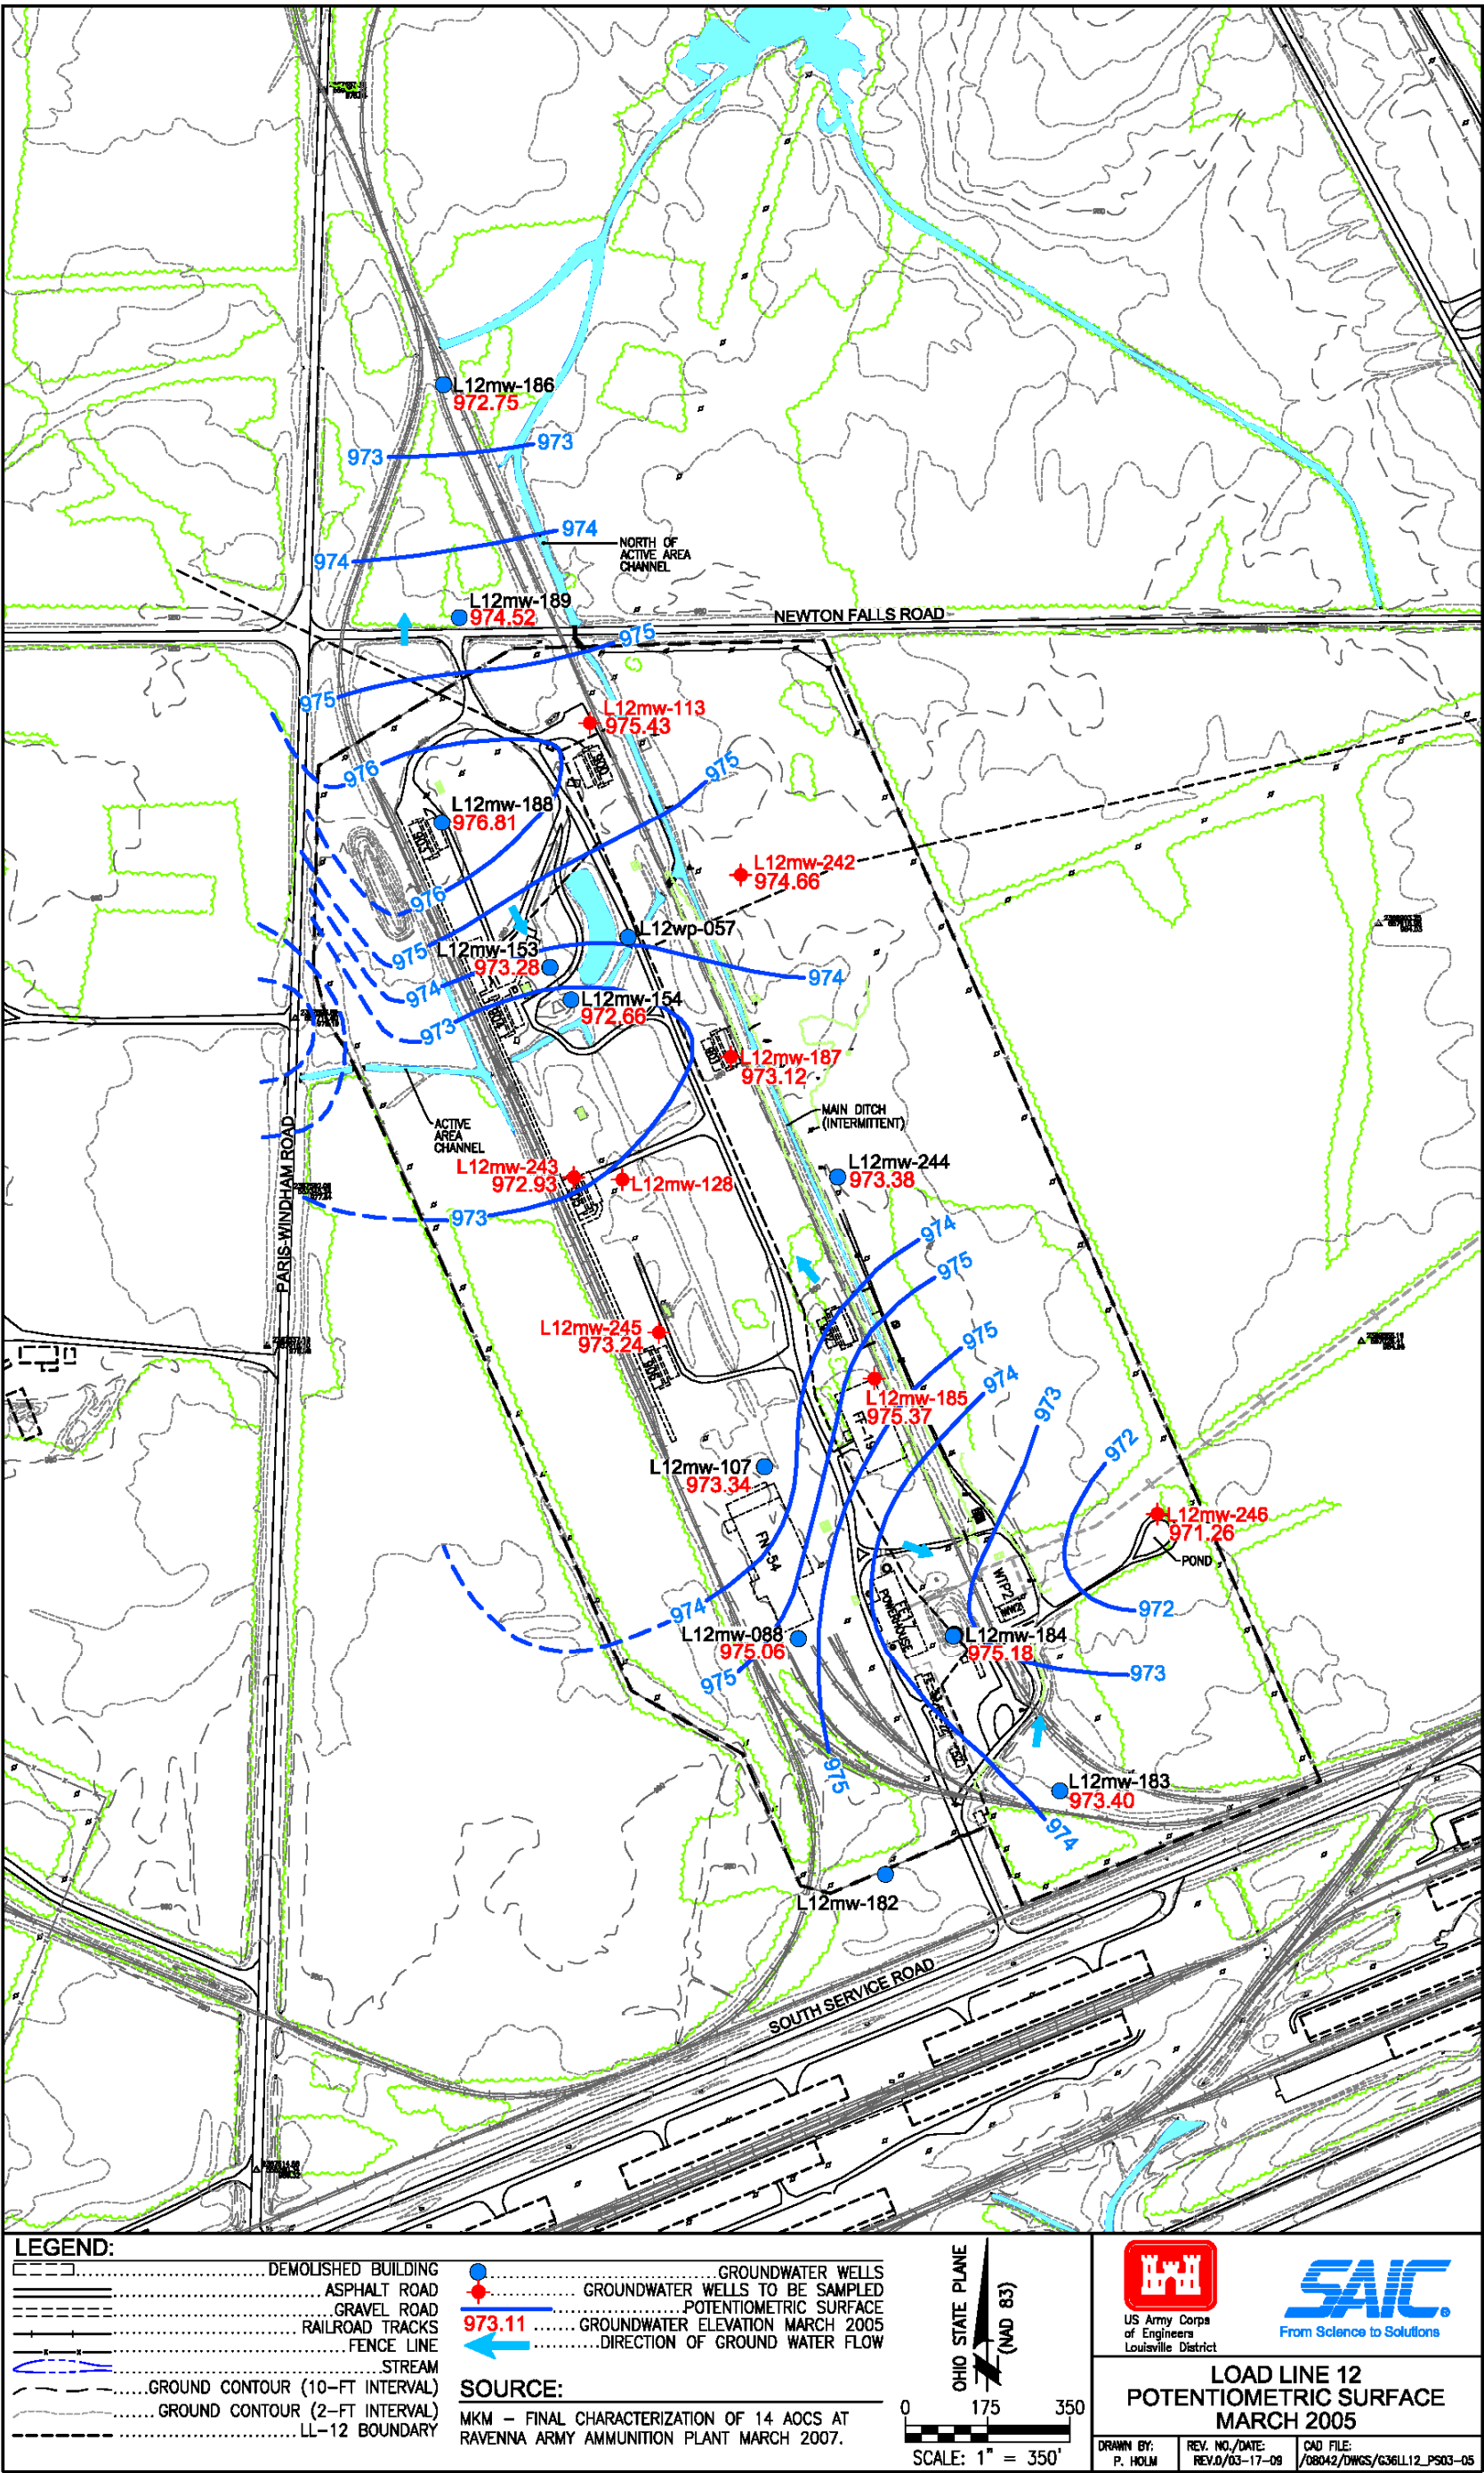 L12mw-186
972.75
973
973
974
974
NORTH OF
ACTIVE AREA
CHANNEL
L12mw-189
974.52
NEWTON FALLS ROAD
975
975
L12mw-113
975.43
900
976
975
L12mw-188
976.81
903
L12mw-242
974.66
976
L12wp-057
975
L12mw-153
973.28
974
974
L12mw-154
972.66
973
904
L12mw-187
973.12
901
MAIN DITCH
(INTERMITTENT)
ACTIVE
AREA
CHANNEL
PARIS-WINDHAM ROAD
L12mw-243
972.93
L12mw-128
L12mw-244
973.38
973
974
975
L12mw-245
973.24
906
975
974
L12mw-185
975.37
FF-19
973
972
L12mw-107
973.34
FN-54
L12mw-246
971.26
POND
WTP2
POWERHOUSE
974
972
L12mw-088
975.06
L12mw-184
975.18
975
973
975
L12mw-183
973.40
974
L12mw-182
SOUTH SERVICE ROAD
LEGEND:
DEMOLISHED BUILDING
ASPHALT ROAD
GRAVEL ROAD
RAILROAD TRACKS
FENCE LINE
STREAM
GROUND CONTOUR (10-FT INTERVAL)
GROUND CONTOUR (2-FT INTERVAL)
LL-12 BOUNDARY
GROUNDWATER WELLS
GROUNDWATER WELLS TO BE SAMPLED
POTENTIOMETRIC SURFACE
973.11 GROUNDWATER ELEVATION MARCH 2005
DIRECTION OF GROUND WATER FLOW
SOURCE:
MKM - FINAL CHARACTERIZATION OF 14 AOCS AT
RAVENNA ARMY AMMUNITION PLANT MARCH 2007.
OHIO STATE PLANE
(NAD 83)
0 175 350
SCALE: 1" = 350'
US Army Corps
of Engineers
Louisville District
SAIC
From Science to Solutions
LOAD LINE 12
POTENTIOMETRIC SURFACE
MARCH 2005
DRAWN BY:
P. HOLM
REV. NO./DATE:
REV.0/03-17-09
CAD FILE:
/08042/DWGS/G36LL12_PS03-05